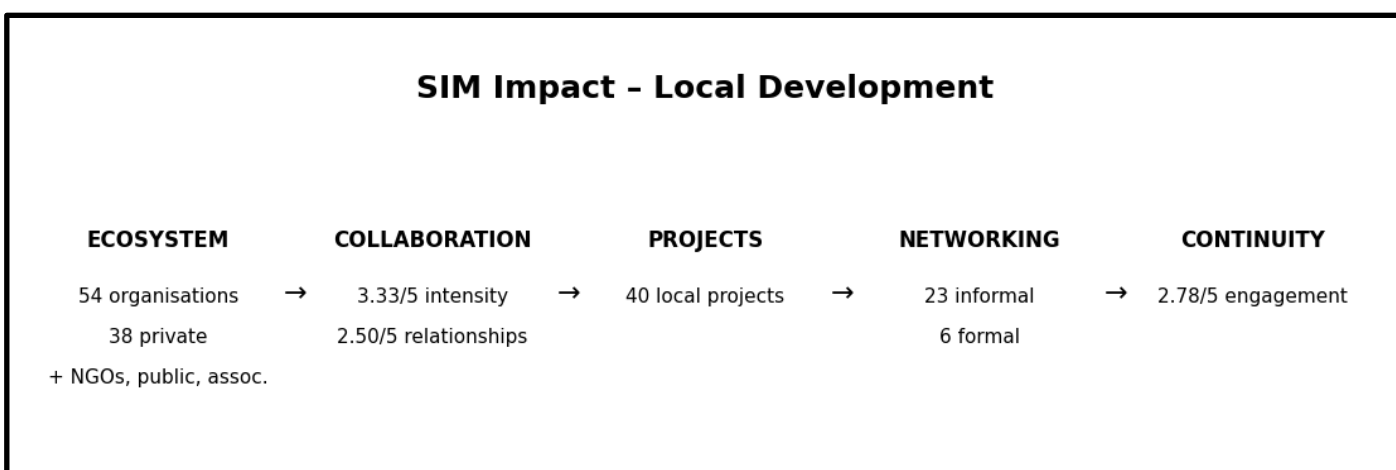 SIM Impact – Local Development
ECOSYSTEM
54 organisations
38 private
+ NGOs, public, assoc.
→
COLLABORATION
3.33/5 intensity
2.50/5 relationships
→
PROJECTS
40 local projects
→
NETWORKING
23 informal
6 formal
→
CONTINUITY
2.78/5 engagement